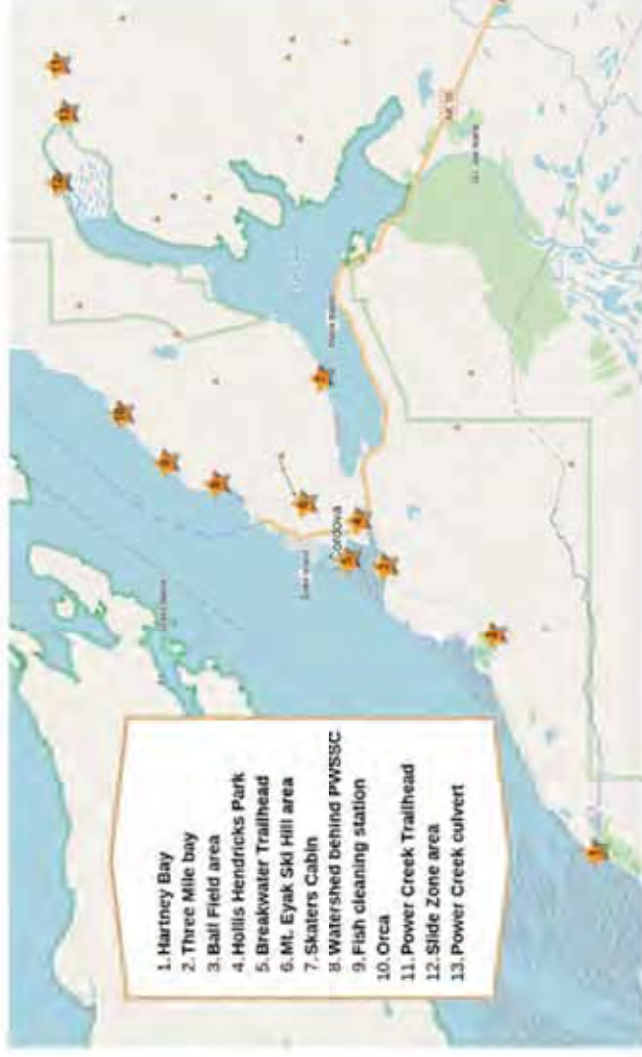 1. Hartney Bay
2. Three Mile bay
3. Ball Field area
4. Hollis Hendricks Park
5. Breakwater Trailhead
6. Mt. Eyak Ski Hill area
7. Skaters Cabin
8. Watershed behind PWSSC
9. Fish cleaning station
10. Orca
11. Power Creek Trailhead
12. Slide Zone area
13. Power Creek culvert
Cordova